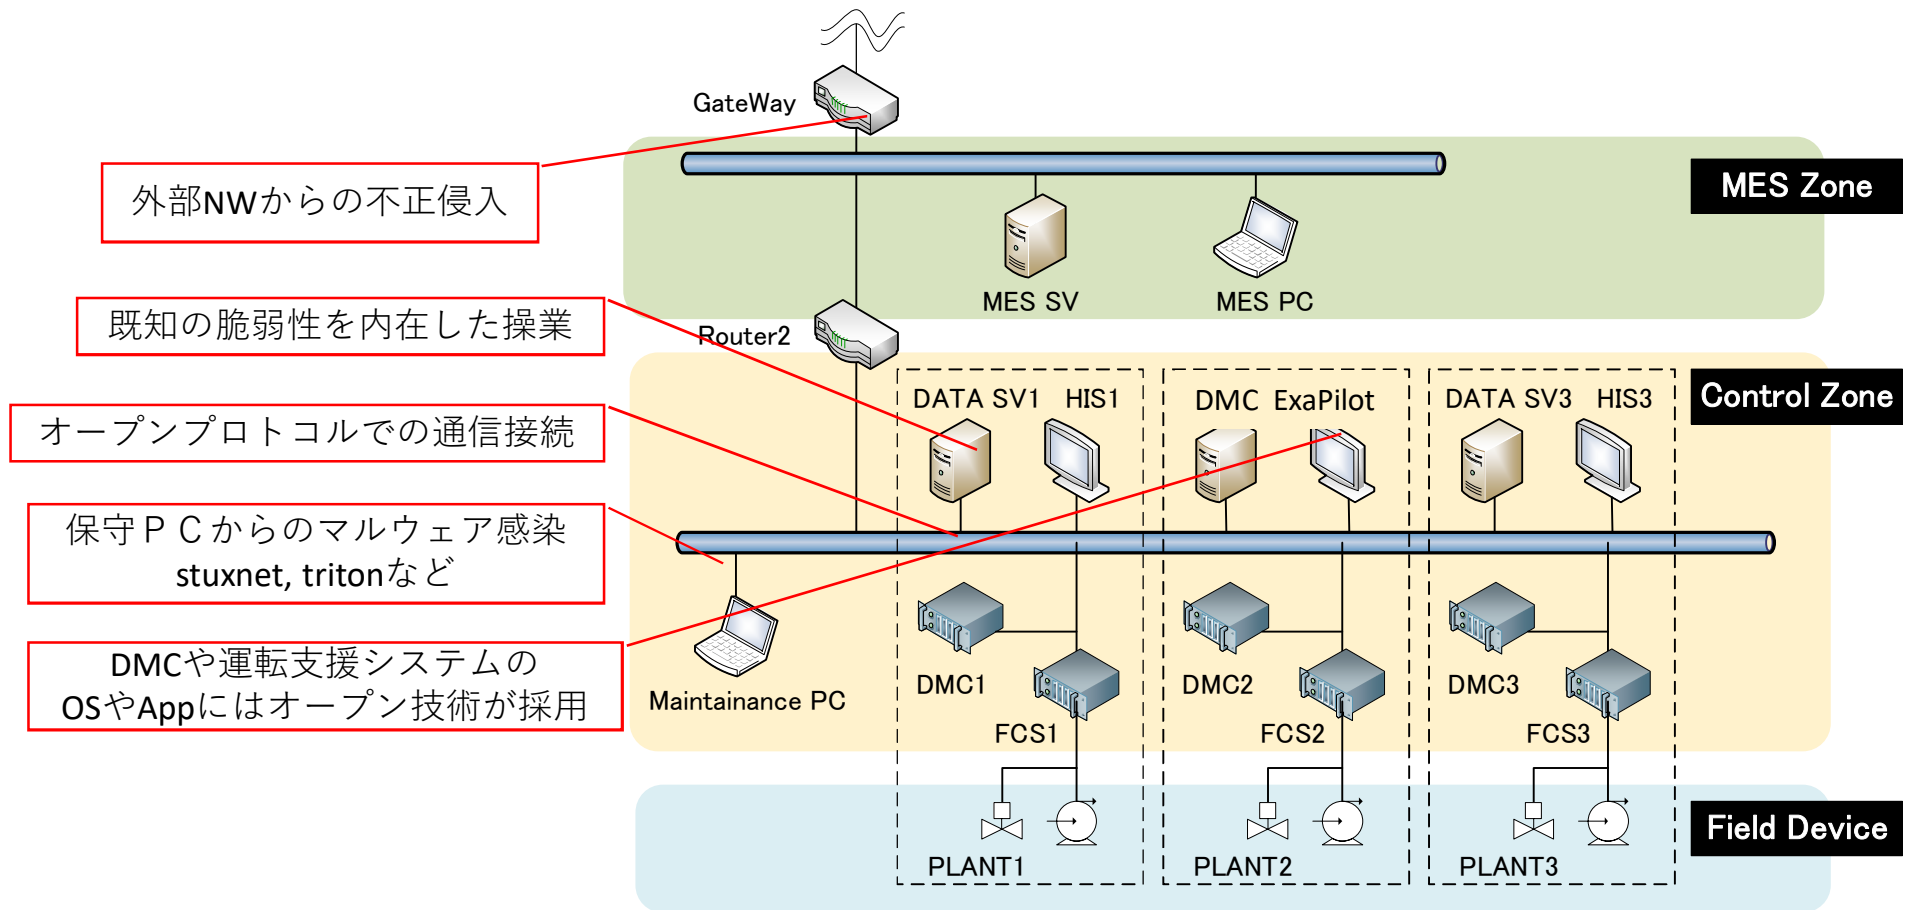 GateWay
外部NWからの不正侵入
MES Zone
MES SV
MES PC
既知の脆弱性を内在した操業
Router2
Control Zone
DATA SV1
HIS1
DMC
ExaPilot
DATA SV3
HIS3
オープンプロトコルでの通信接続
保守ＰＣからのマルウェア感染
stuxnet, tritonなど
DMCや運転支援システムの
OSやAppにはオープン技術が採用
Maintainance PC
DMC1
DMC2
DMC3
FCS1
FCS2
FCS3
Field Device
PLANT1
PLANT2
PLANT3